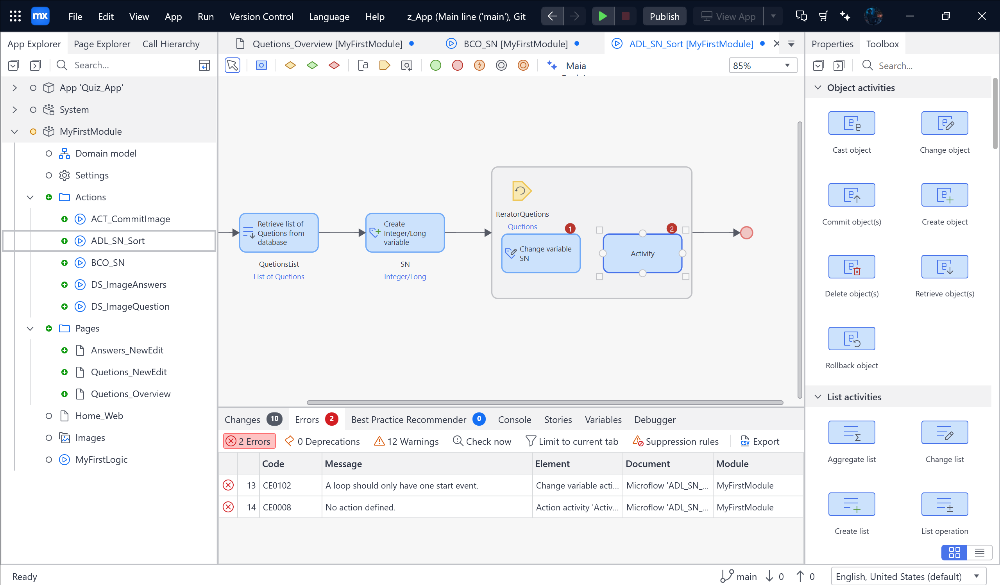 mx File Edit View App Run Version Control Language Help z_App (Main line ('main'), Git Publish View App
App Explorer Page Explorer Call Hierarchy
Search...
App 'Quiz_App'
System
MyFirstModule
Domain model
Settings
Actions
ACT_CommitImage
ADL_SN_Sort
BCO_SN
DS_ImageAnswers
DS_ImageQuestion
Pages
Answers_NewEdit
Quetions_NewEdit
Quetions_Overview
Home_Web
Images
MyFirstLogic
Quetions_Overview [MyFirstModule] BCO_SN [MyFirstModule] ADL_SN_Sort [MyFirstModule]
Maia
85%
Retrieve list of
Quetions from
database
QuetionsList
List of Quetions
Create
Integer/Long
variable
SN
Integer/Long
IteratorQuetions
Quetions
1
Change variable
SN
2
Activity
Changes 10 Errors 2 Best Practice Recommender 0 Console Stories Variables Debugger
2 Errors 0 Deprecations 12 Warnings Check now Limit to current tab Suppression rules CSV Export
Code Message Element Document Module
13 CE0102 A loop should only have one start event. Change variable acti... Microflow 'ADL_SN_... MyFirstModule
14 CE0008 No action defined. Action activity 'Activ... Microflow 'ADL_SN_... MyFirstModule
Properties Toolbox
Search...
Object activities
Cast object Change object
Commit object(s) Create object
Delete object(s) Retrieve object(s)
Rollback object
List activities
Aggregate list Change list
Create list List operation
Ready main 0 0 English, United States (default)